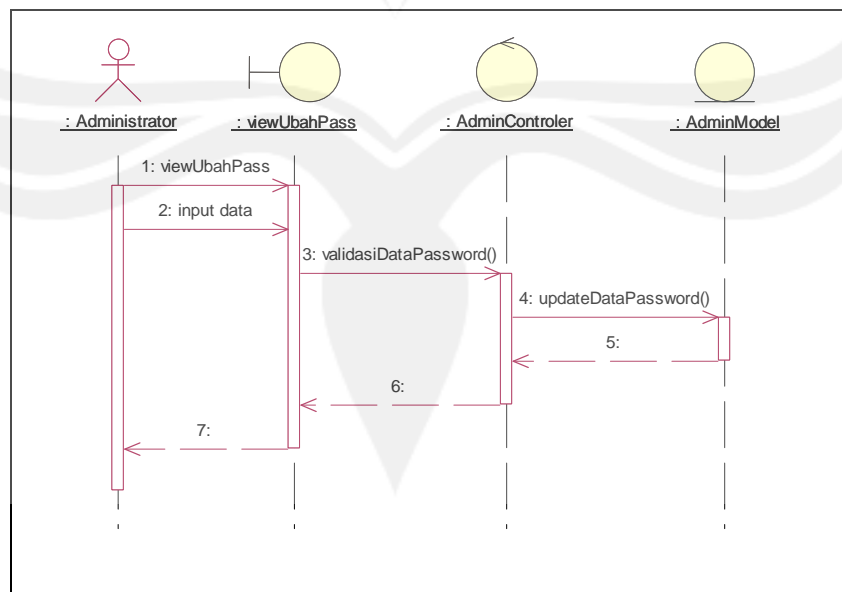 : Administrator
: viewUbahPass
: AdminControler
: AdminModel
1: viewUbahPass
2: input data
3: validasiDataPassword()
4: updateDataPassword()
5:
6:
7: